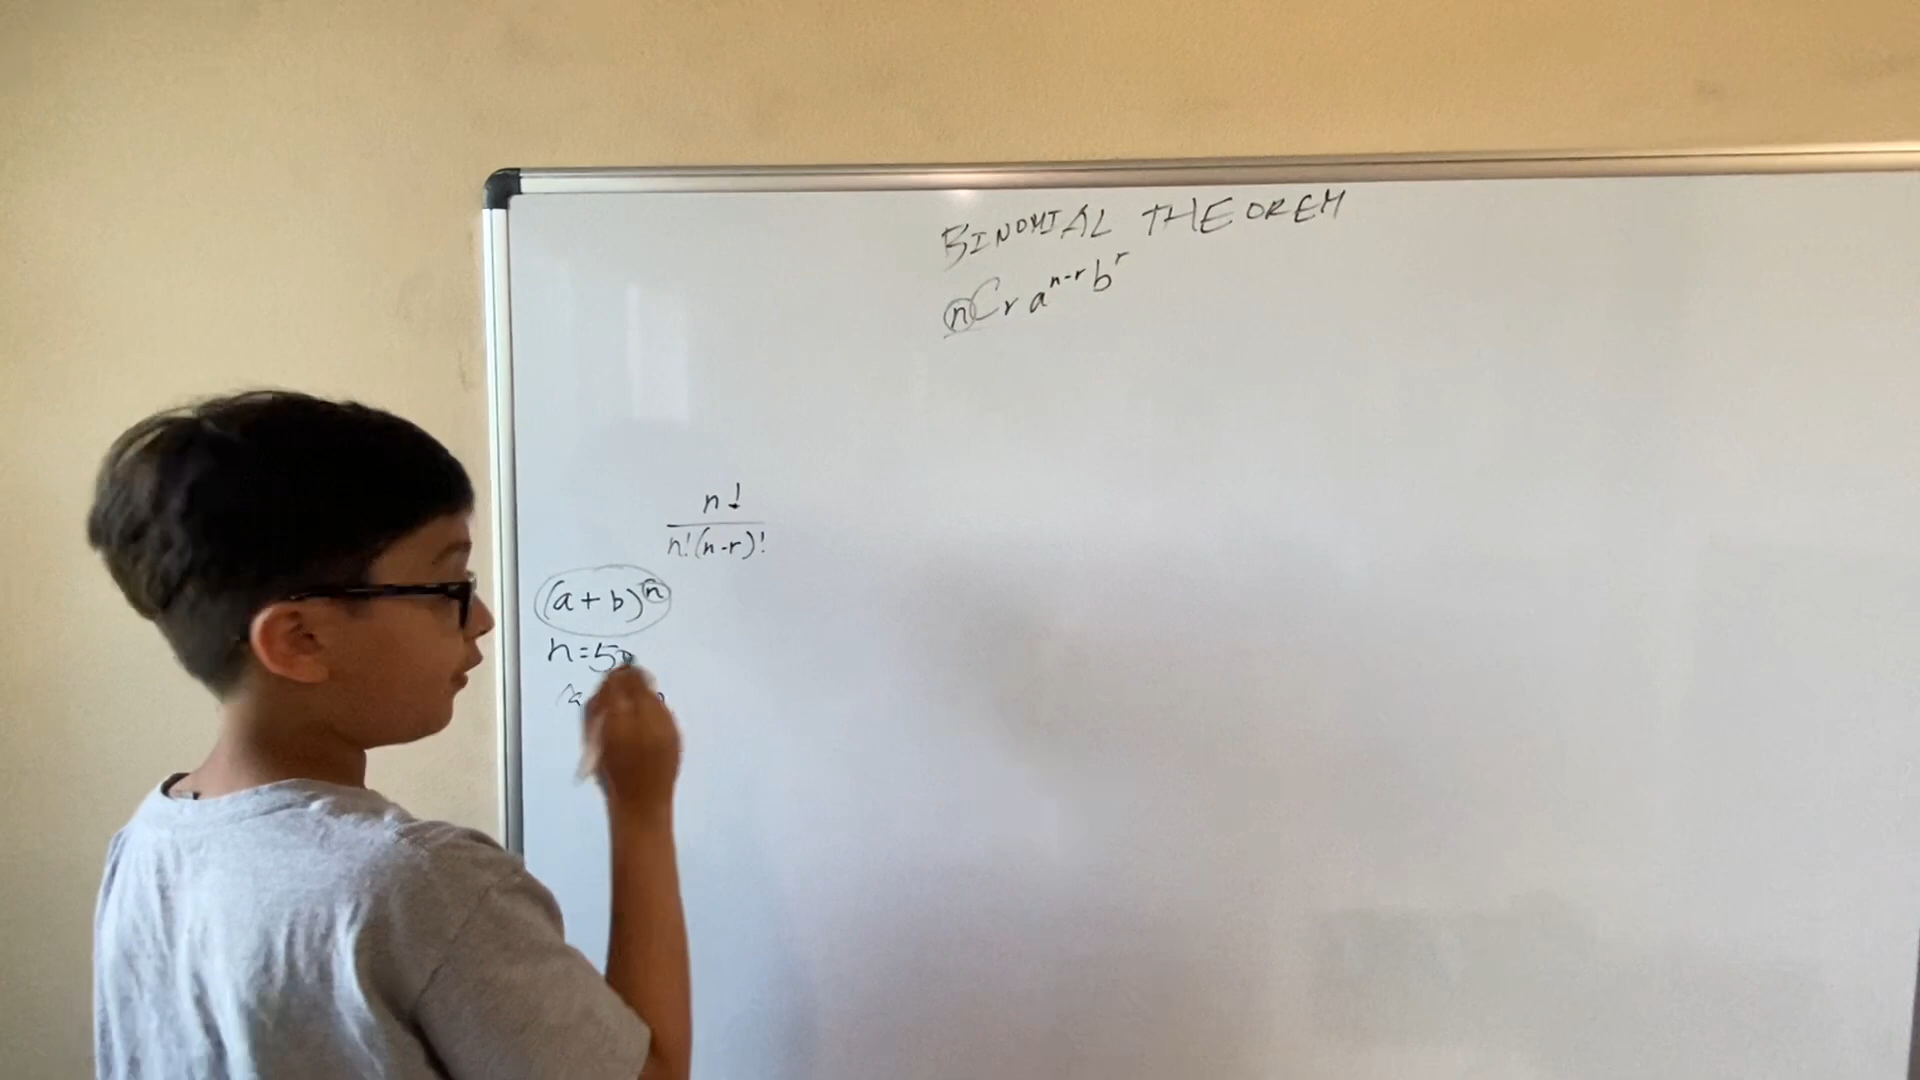 BINOMIAL THEOREM
nCr a^{n-r} b^r
n!
n!(n-r)!
(a+b)^n
n=5